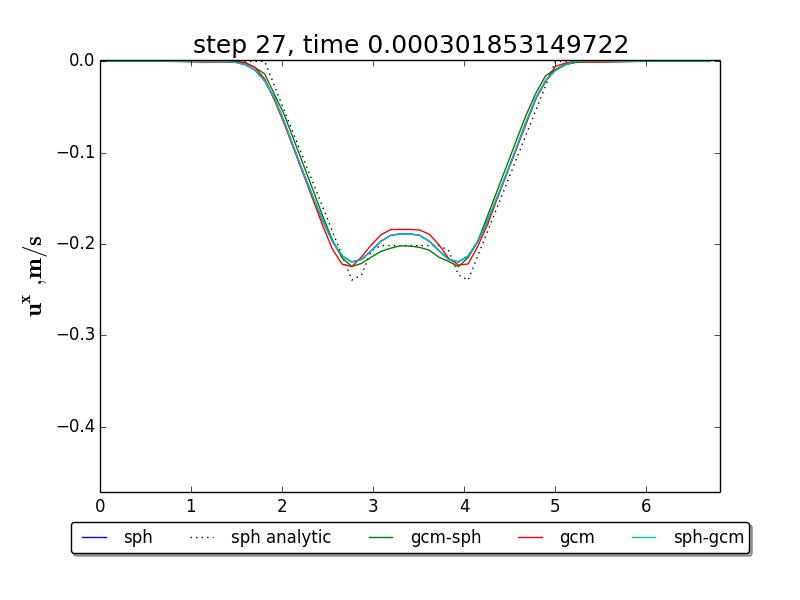 step 27, time 0.000301853149722
0.0
−0.1
−0.2
−0.3
−0.4
u^x ,m/s
0 1 2 3 4 5 6
sph sph analytic gcm-sph gcm sph-gcm